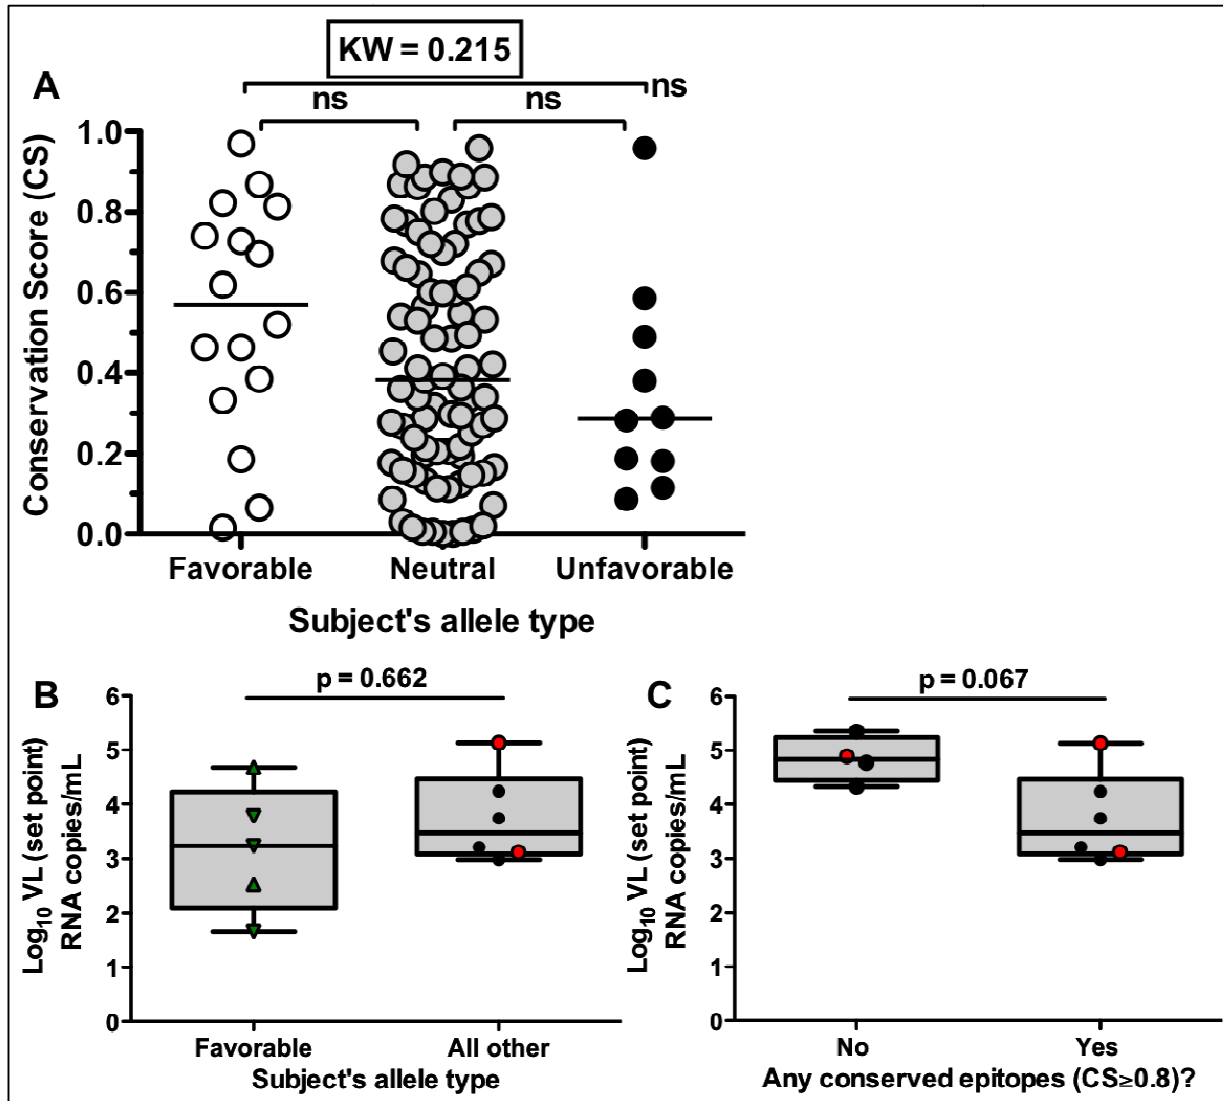 KW = 0.215
A
ns
ns
ns
Conservation Score (CS)
1.0
0.8
0.6
0.4
0.2
0.0
Favorable Neutral Unfavorable
Subject's allele type
B
p = 0.662
Log10 VL (set point)
RNA copies/mL
6
5
4
3
2
1
0
Favorable All other
Subject's allele type
C
p = 0.067
Log10 VL (set point)
RNA copies/mL
6
5
4
3
2
1
0
No Yes
Any conserved epitopes (CS≥0.8)?